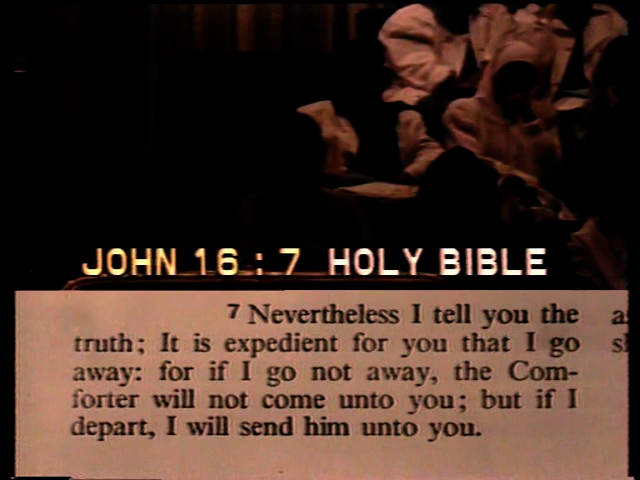 JOHN 16:7 HOLY BIBLE
7 Nevertheless I tell you the
truth; It is expedient for you that I go
away: for if I go not away, the Com-
forter will not come unto you; but if I
depart, I will send him unto you.